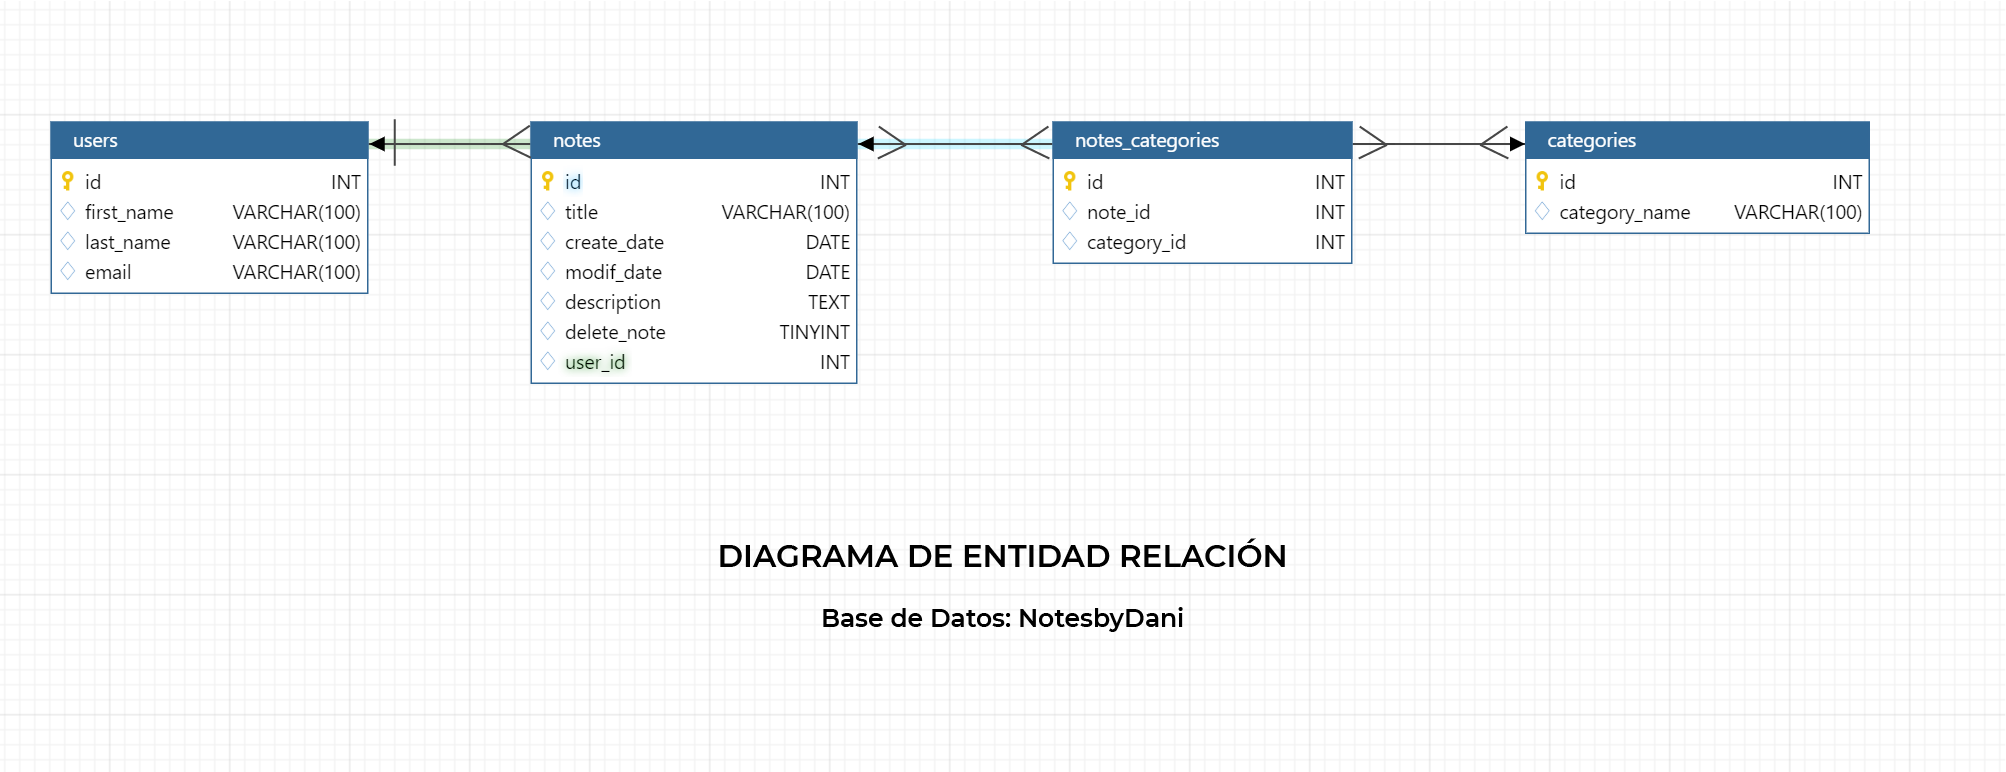 users
id INT
first_name VARCHAR(100)
last_name VARCHAR(100)
email VARCHAR(100)
notes
id INT
title VARCHAR(100)
create_date DATE
modif_date DATE
description TEXT
delete_note TINYINT
user_id INT
notes_categories
id INT
note_id INT
category_id INT
categories
id INT
category_name VARCHAR(100)
DIAGRAMA DE ENTIDAD RELACIÓN
Base de Datos: NotesbyDani